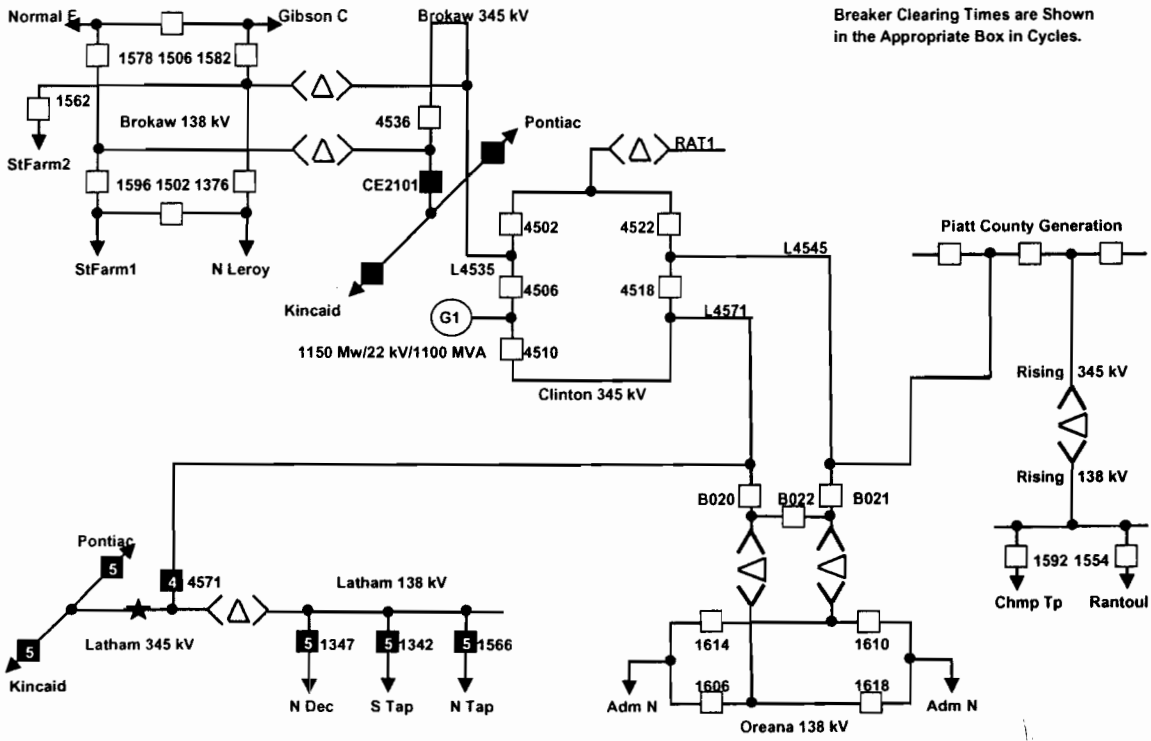 Normal E
Gibson C
Brokaw 345 kV
Breaker Clearing Times are Shown
in the Appropriate Box in Cycles.
1578 1506 1582
1562
Brokaw 138 kV
4536
Pontiac
StFarm2
RAT1
1596 1502 1376
CE2101
4502
4522
Piatt County Generation
StFarm1
N Leroy
L4535
L4545
4506
4518
Kincaid
G1
L4571
1150 Mw/22 kV/1100 MVA
4510
Clinton 345 kV
Rising 345 kV
Rising 138 kV
B020
B022
B021
Pontiac
5
4
4571
Latham 138 kV
1592
1554
Chmp Tp
Rantoul
5
Latham 345 kV
5
1347
5
1342
5
1566
Kincaid
1614
1610
1606
1618
N Dec
S Tap
N Tap
Adm N
Adm N
Oreana 138 kV